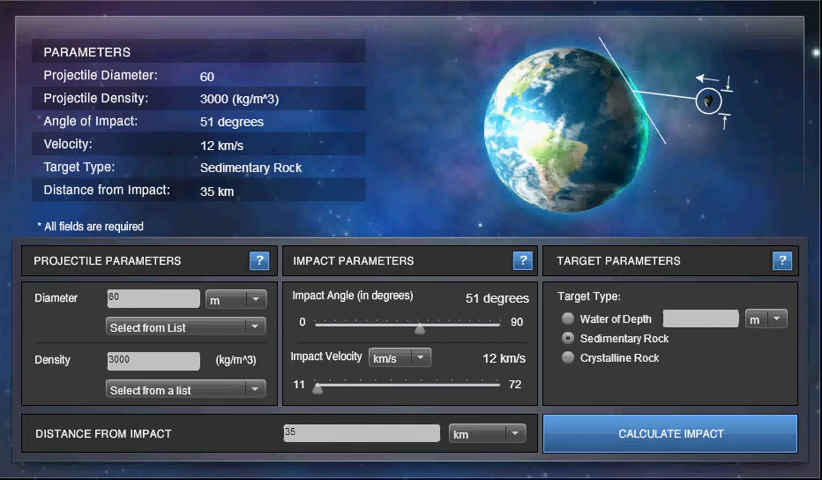 PARAMETERS
Projectile Diameter: 60
Projectile Density: 3000 (kg/m^3)
Angle of Impact: 51 degrees
Velocity: 12 km/s
Target Type: Sedimentary Rock
Distance from Impact: 35 km
* All fields are required
PROJECTILE PARAMETERS ?
Diameter 60 m
Select from List
Density 3000 (kg/m^3)
Select from a list
IMPACT PARAMETERS ?
Impact Angle (in degrees) 51 degrees
0 90
Impact Velocity km/s 12 km/s
11 72
TARGET PARAMETERS ?
Target Type:
Water of Depth m
Sedimentary Rock
Crystalline Rock
DISTANCE FROM IMPACT 35 km
CALCULATE IMPACT